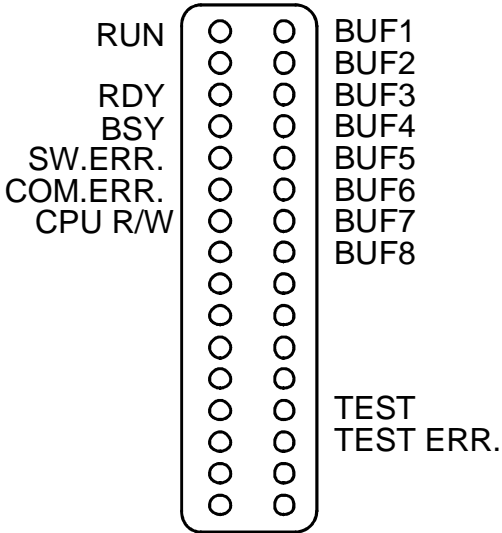 RUN BUF1
BUF2
RDY BUF3
BSY BUF4
SW.ERR. BUF5
COM.ERR. BUF6
CPU R/W BUF7
BUF8
TEST
TEST ERR.